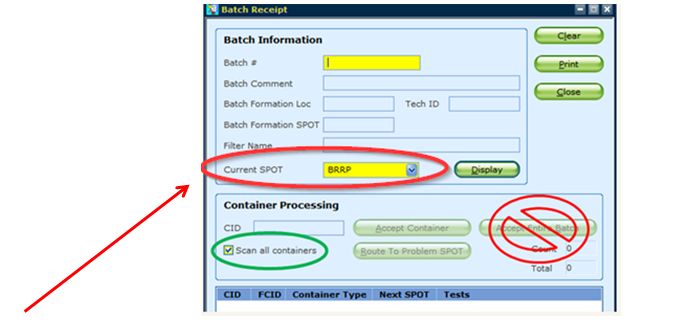 Batch Receipt
Batch Information
Clear
Batch #
Print
Batch Comment
Close
Batch Formation Loc Tech ID
Batch Formation SPOT
Filter Name
Current SPOT BRRP Display
Container Processing
CID Accept Container Accept Entire Batch
Scan all containers Route To Problem SPOT Count 0
Total 0
CID FCID Container Type Next SPOT Tests